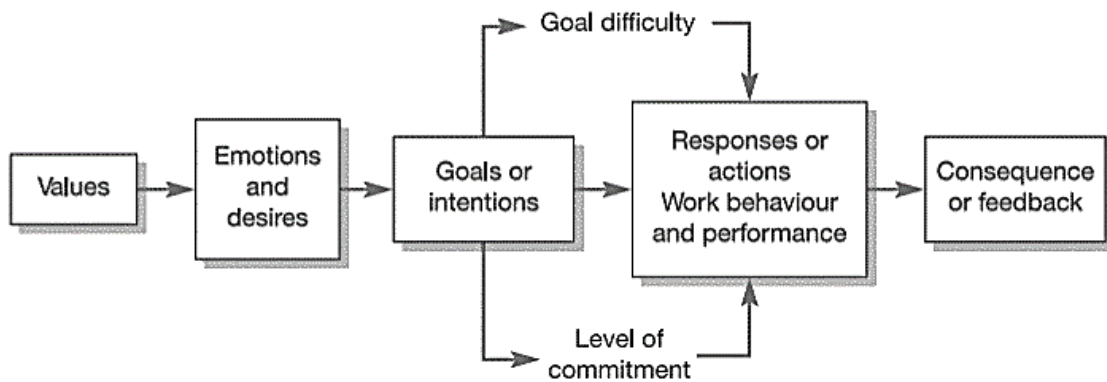 Goal difficulty
Values
Emotions
and
desires
Goals or
intentions
Responses or
actions
Work behaviour
and performance
Consequence
or feedback
Level of
commitment